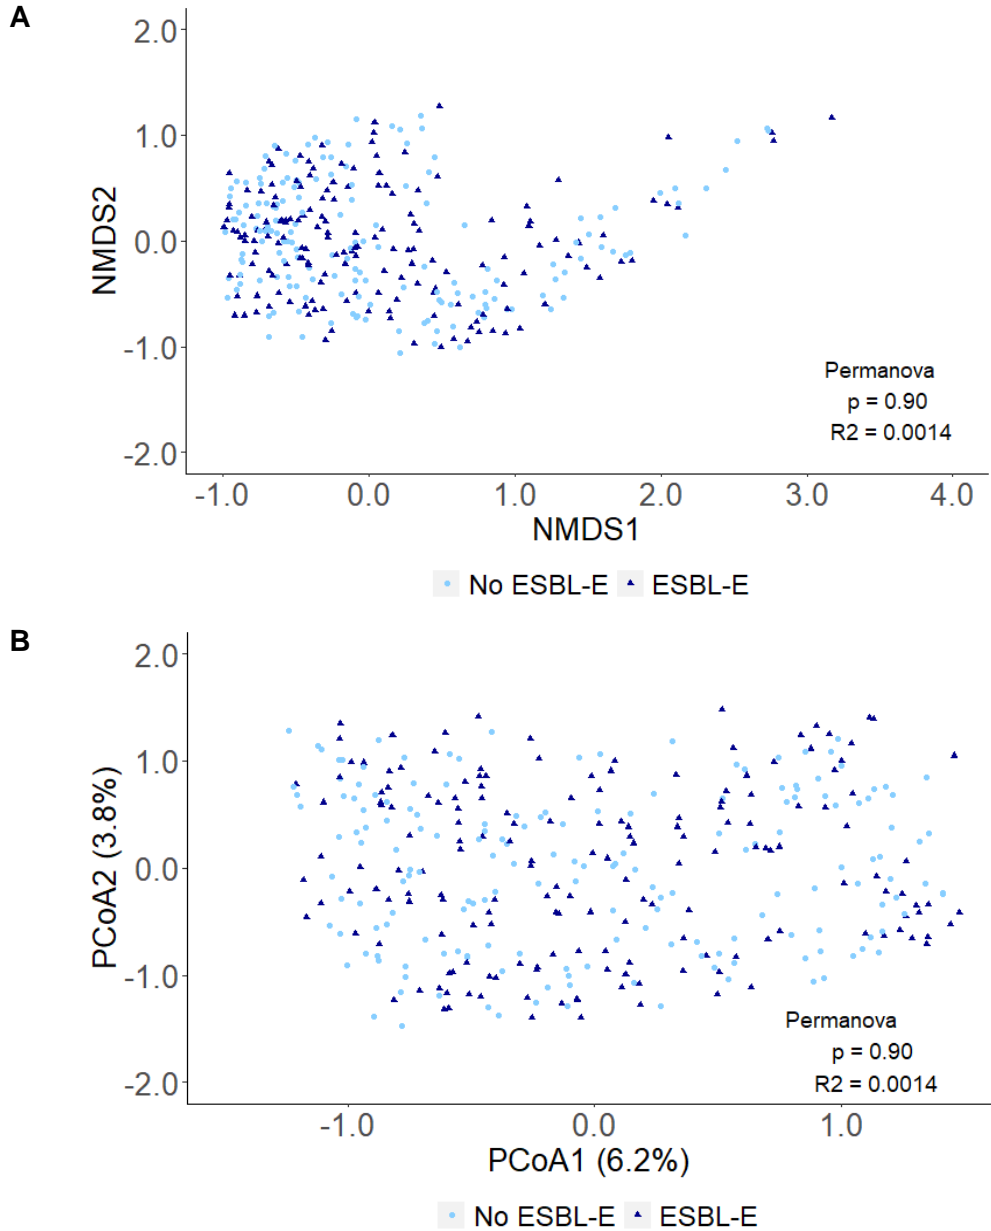 A
2.0
1.0
0.0
-1.0
-2.0
NMDS2
Permanova
p = 0.90
R2 = 0.0014
-1.0 0.0 1.0 2.0 3.0 4.0
NMDS1
No ESBL-E ESBL-E
B
2.0
1.0
0.0
-1.0
-2.0
PCoA2 (3.8%)
Permanova
p = 0.90
R2 = 0.0014
-1.0 0.0 1.0
PCoA1 (6.2%)
No ESBL-E ESBL-E